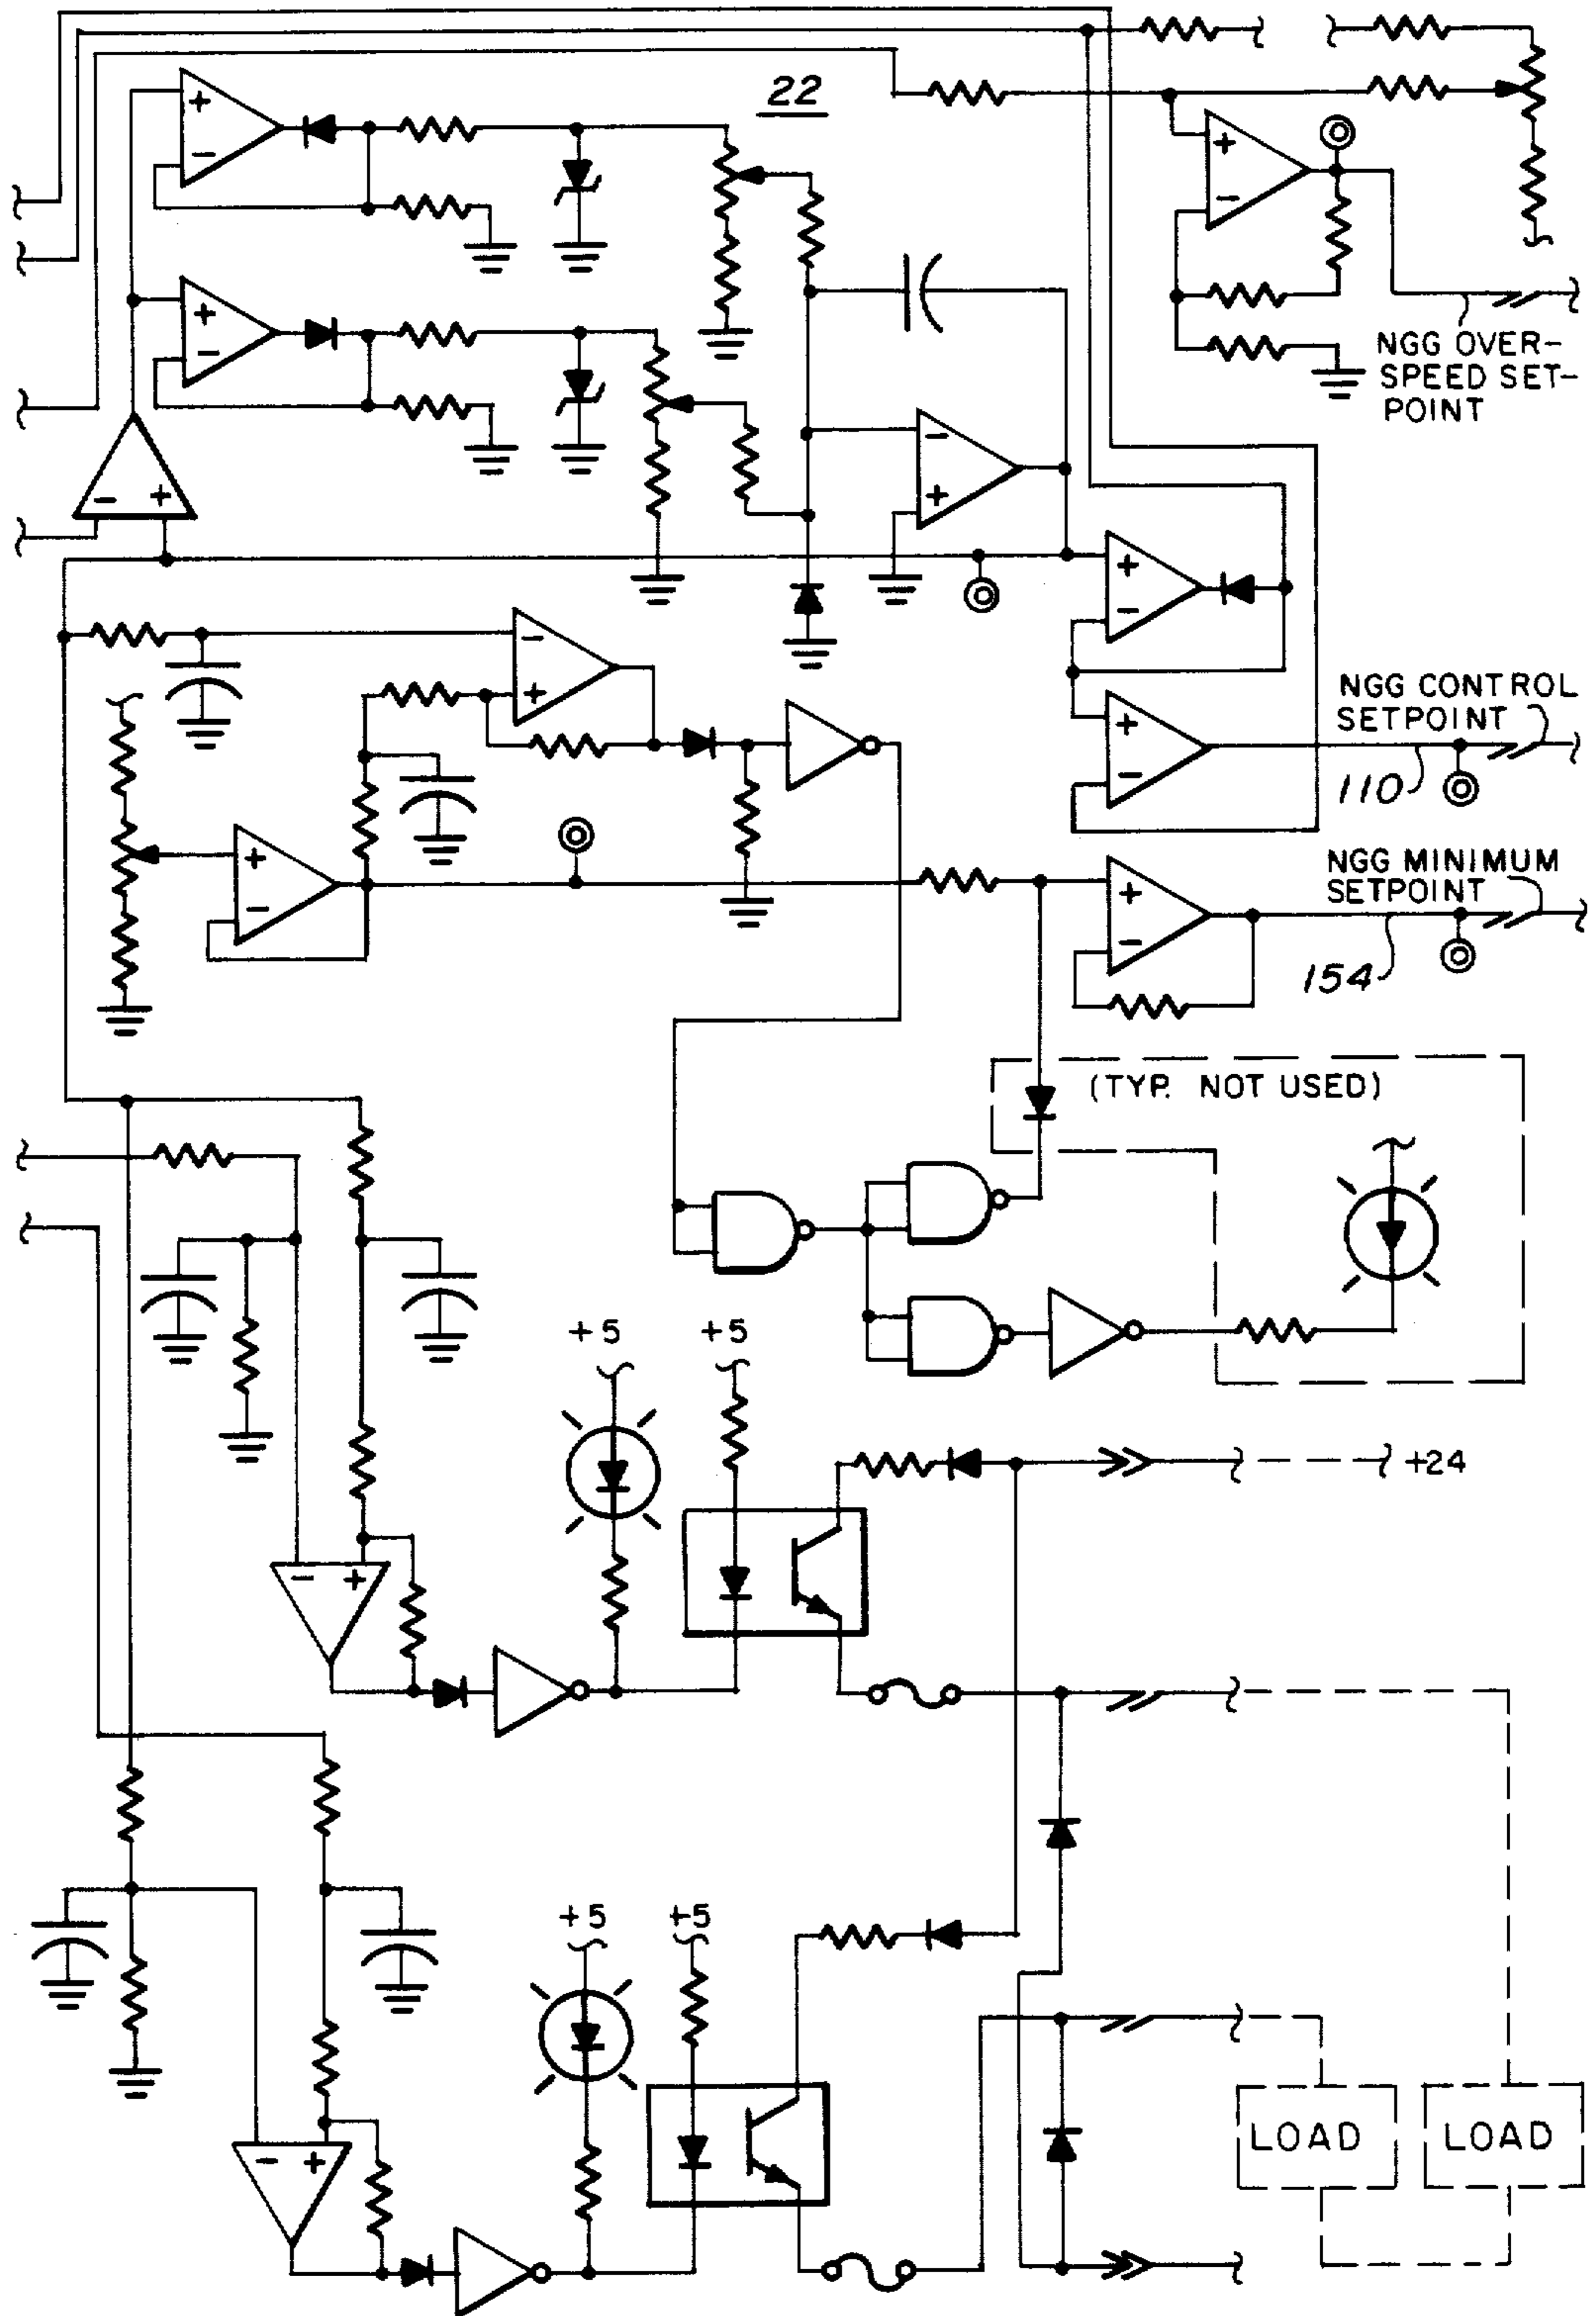 22
+
−
+
−
+
−
NGG OVER-
SPEED SET-
POINT
−
+
− +
+
−
−
+
NGG CONTROL
SETPOINT
+
−
110
+
−
NGG MINIMUM
SETPOINT
+
−
154
(TYP. NOT USED)
+5
+5
+24
− +
+5
+5
− +
LOAD
LOAD